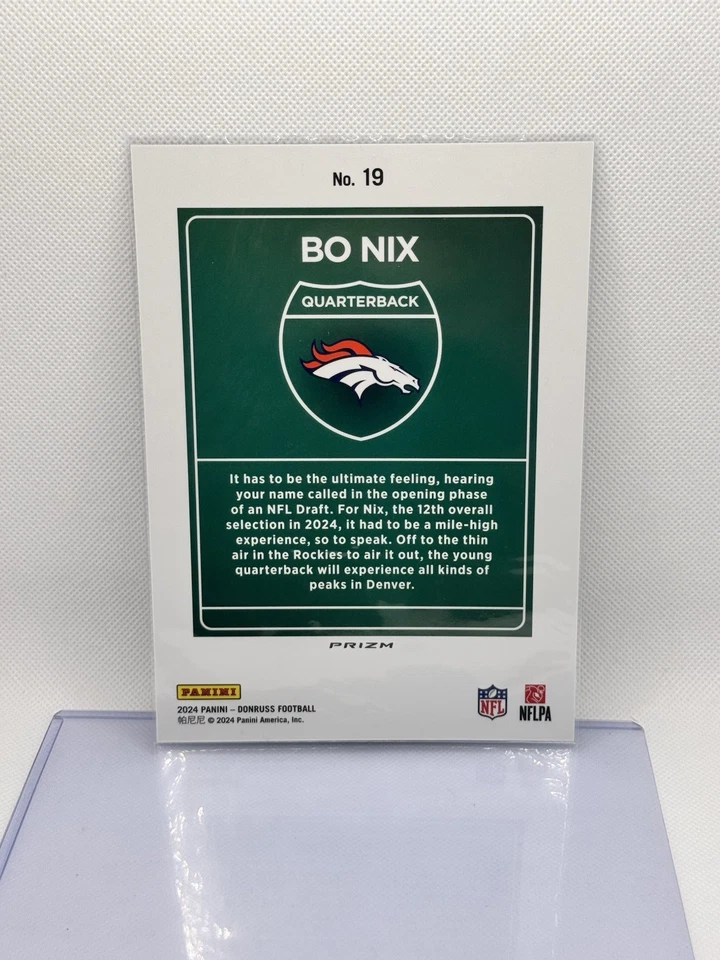 No. 19
BO NIX
QUARTERBACK
It has to be the ultimate feeling, hearing
your name called in the opening phase
of an NFL Draft. For Nix, the 12th overall
selection in 2024, it had to be a mile-high
experience, so to speak. Off to the thin
air in the Rockies to air it out, the young
quarterback will experience all kinds of
peaks in Denver.
PRIZM
PANINI
2024 PANINI – DONRUSS FOOTBALL
帕尼尼 © 2024 Panini America, Inc.
NFL
NFLPA